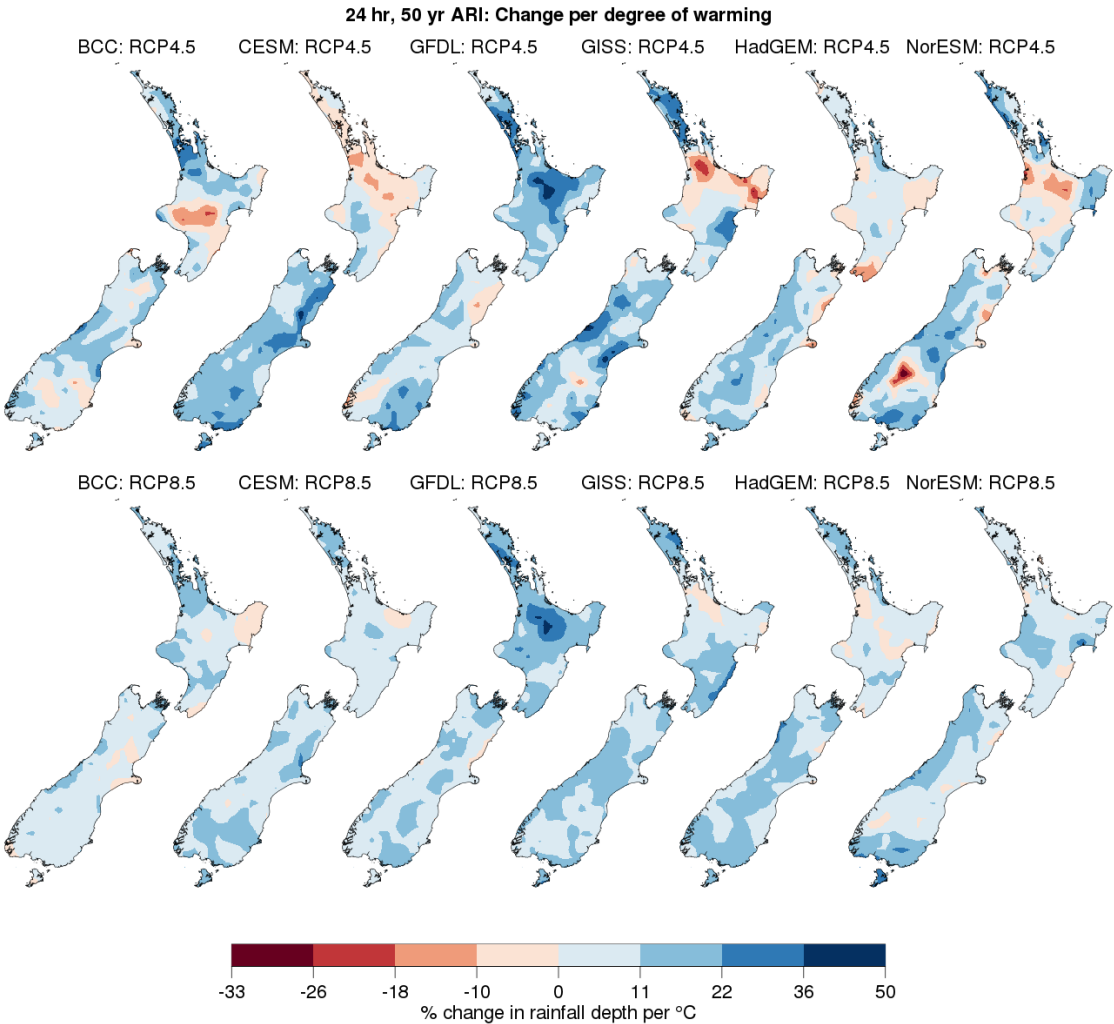 24 hr, 50 yr ARI: Change per degree of warming
BCC: RCP4.5 CESM: RCP4.5 GFDL: RCP4.5 GISS: RCP4.5 HadGEM: RCP4.5 NorESM: RCP4.5
BCC: RCP8.5 CESM: RCP8.5 GFDL: RCP8.5 GISS: RCP8.5 HadGEM: RCP8.5 NorESM: RCP8.5
-33 -26 -18 -10 0 11 22 36 50
% change in rainfall depth per °C